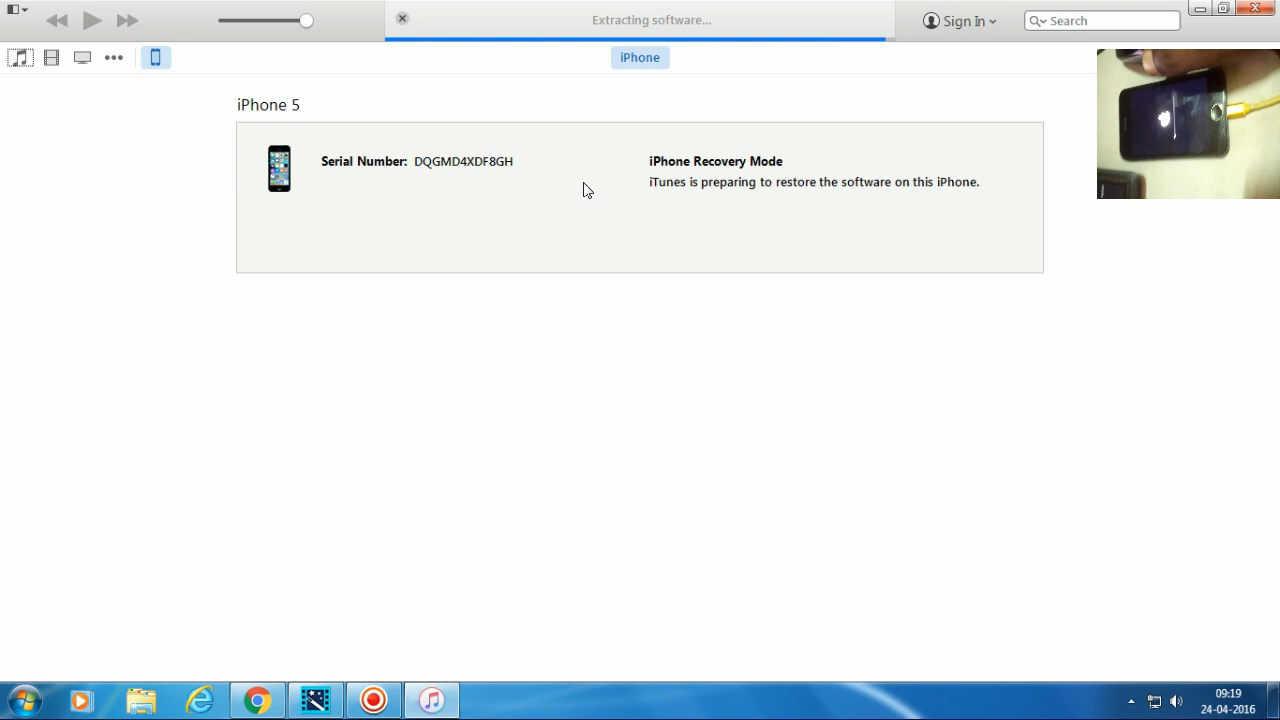 Extracting software...
Sign In
Search
iPhone
iPhone 5
Serial Number: DQGMD4XDF8GH
iPhone Recovery Mode
iTunes is preparing to restore the software on this iPhone.
09:19
24-04-2016